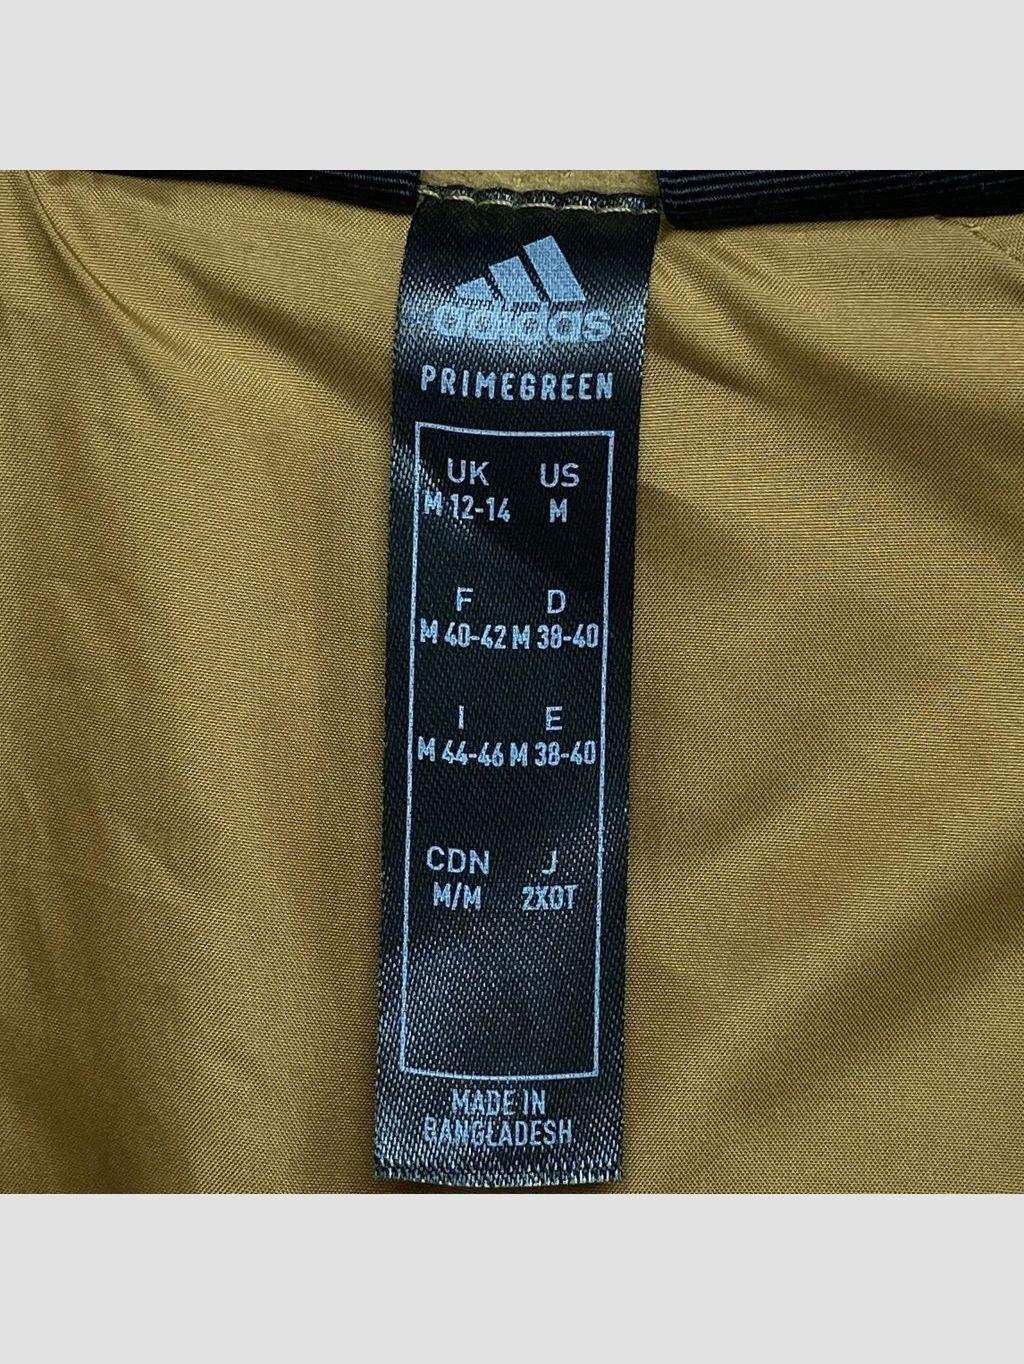 adidas
PRIMEGREEN
UK US
M 12-14 M
F D
M 40-42 M 38-40
I E
M 44-46 M 38-40
CDN J
M/M 2XOT
MADE IN
BANGLADESH